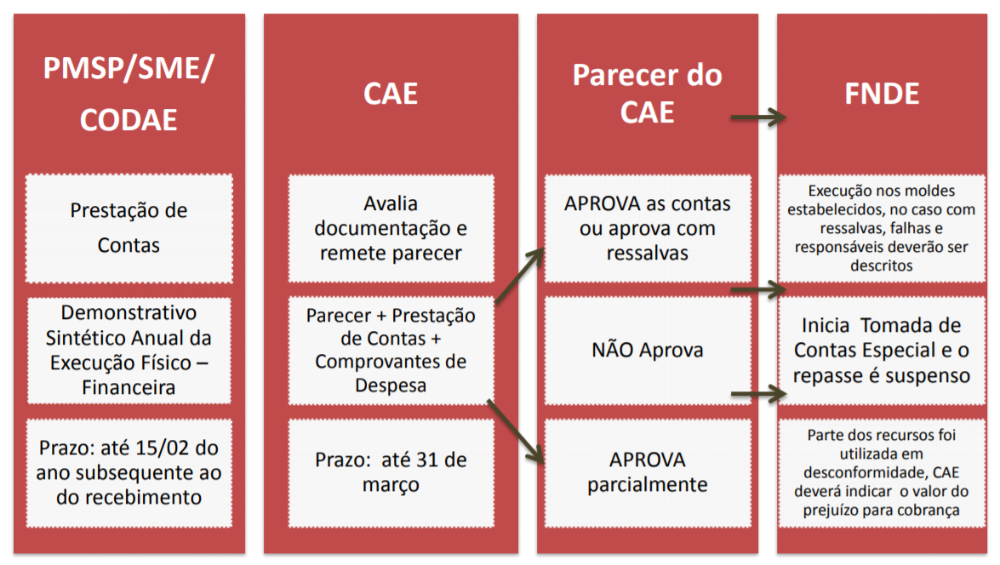 PMSP/SME/
CODAE
Prestação de
Contas
Demonstrativo
Sintético Anual da
Execução Físico –
Financeira
Prazo: até 15/02 do
ano subsequente ao
do recebimento
CAE
Avalia
documentação e
remete parecer
Parecer + Prestação
de Contas +
Comprovantes de
Despesa
Prazo: até 31 de
março
Parecer do
CAE
APROVA as contas
ou aprova com
ressalvas
NÃO Aprova
APROVA
parcialmente
FNDE
Execução nos moldes
estabelecidos, no caso com
ressalvas, falhas e
responsáveis deverão ser
descritos
Inicia Tomada de
Contas Especial e o
repasse é suspenso
Parte dos recursos foi
utilizada em
desconformidade, CAE
deverá indicar o valor do
prejuízo para cobrança